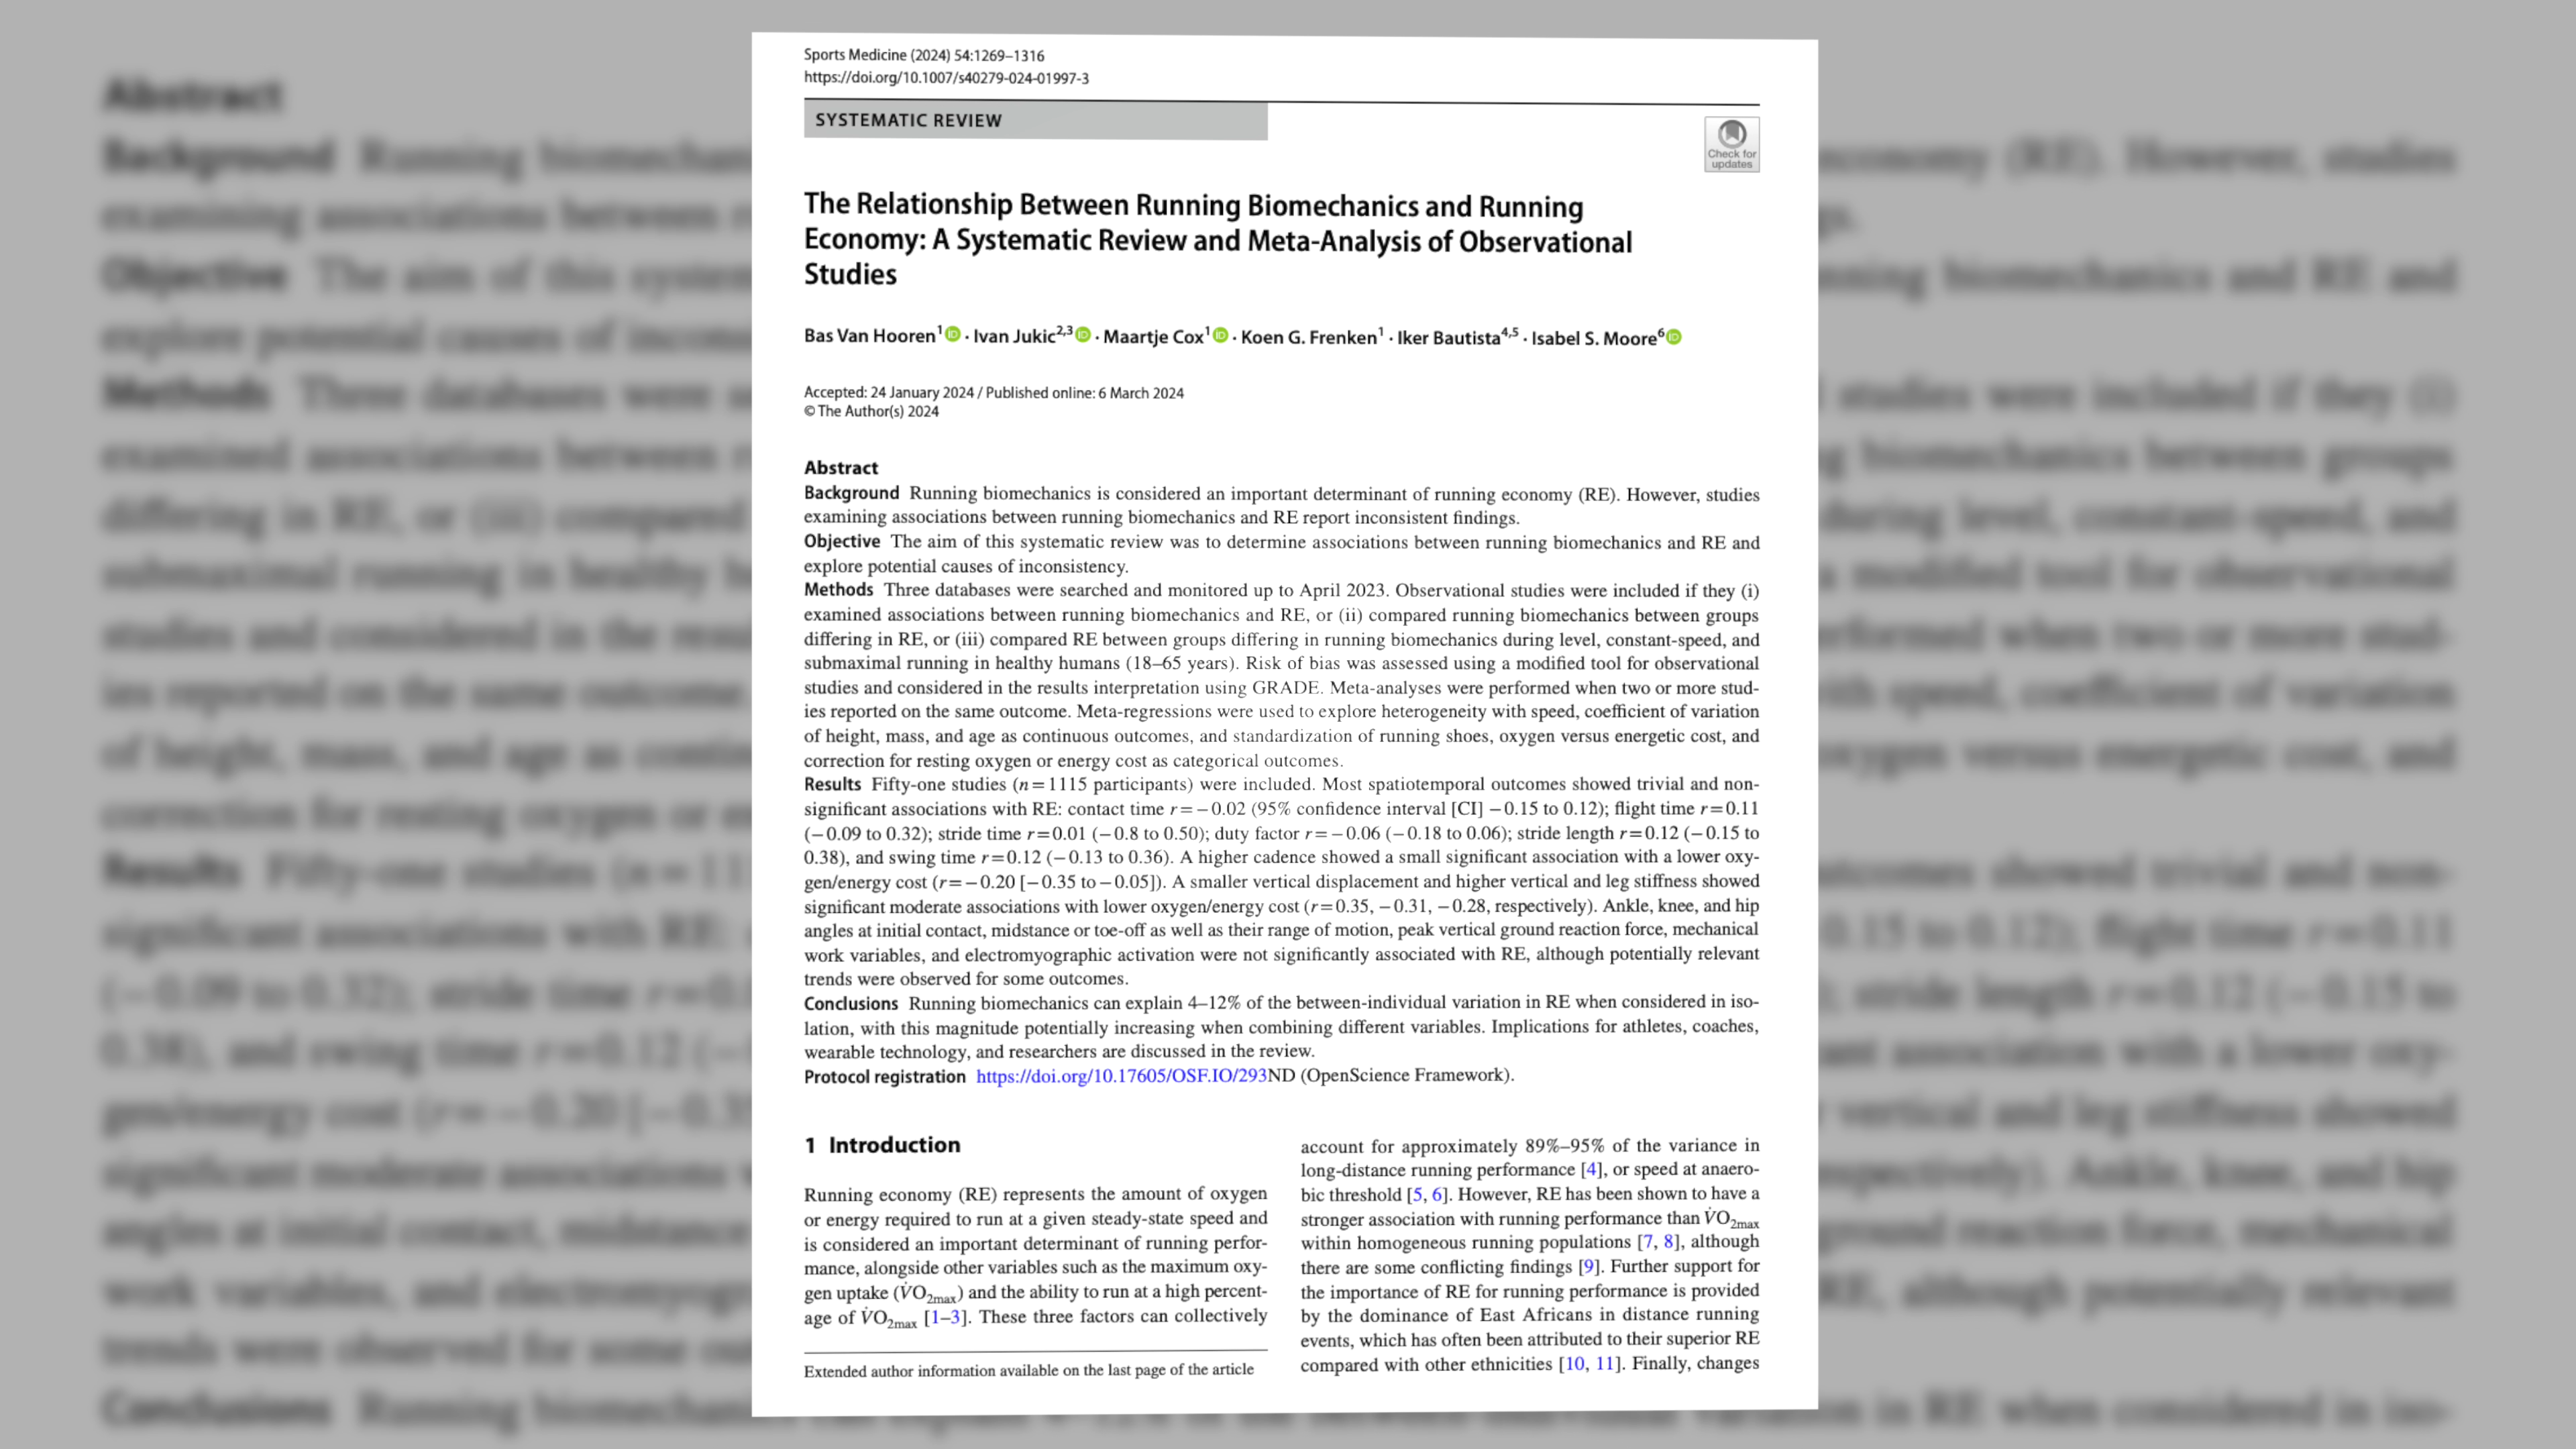 Sports Medicine (2024) 54:1269–1316
https://doi.org/10.1007/s40279-024-01997-3
SYSTEMATIC REVIEW
Check for
updates
The Relationship Between Running Biomechanics and Running
Economy: A Systematic Review and Meta-Analysis of Observational
Studies
Bas Van Hooren1 · Ivan Jukic2,3 · Maartje Cox1 · Koen G. Frenken1 · Iker Bautista4,5 · Isabel S. Moore6
Accepted: 24 January 2024 / Published online: 6 March 2024
© The Author(s) 2024
Abstract
Background Running biomechanics is considered an important determinant of running economy (RE). However, studies
examining associations between running biomechanics and RE report inconsistent findings.
Objective The aim of this systematic review was to determine associations between running biomechanics and RE and
explore potential causes of inconsistency.
Methods Three databases were searched and monitored up to April 2023. Observational studies were included if they (i)
examined associations between running biomechanics and RE, or (ii) compared running biomechanics between groups
differing in RE, or (iii) compared RE between groups differing in running biomechanics during level, constant-speed, and
submaximal running in healthy humans (18–65 years). Risk of bias was assessed using a modified tool for observational
studies and considered in the results interpretation using GRADE. Meta-analyses were performed when two or more stud-
ies reported on the same outcome. Meta-regressions were used to explore heterogeneity with speed, coefficient of variation
of height, mass, and age as continuous outcomes, and standardization of running shoes, oxygen versus energetic cost, and
correction for resting oxygen or energy cost as categorical outcomes.
Results Fifty-one studies (n=1115 participants) were included. Most spatiotemporal outcomes showed trivial and non-
significant associations with RE: contact time r=−0.02 (95% confidence interval [CI] −0.15 to 0.12); flight time r=0.11
(−0.09 to 0.32); stride time r=0.01 (−0.8 to 0.50); duty factor r=−0.06 (−0.18 to 0.06); stride length r=0.12 (−0.15 to
0.38), and swing time r=0.12 (−0.13 to 0.36). A higher cadence showed a small significant association with a lower oxy-
gen/energy cost (r=−0.20 [−0.35 to −0.05]). A smaller vertical displacement and higher vertical and leg stiffness showed
significant moderate associations with lower oxygen/energy cost (r=0.35, −0.31, −0.28, respectively). Ankle, knee, and hip
angles at initial contact, midstance or toe-off as well as their range of motion, peak vertical ground reaction force, mechanical
work variables, and electromyographic activation were not significantly associated with RE, although potentially relevant
trends were observed for some outcomes.
Conclusions Running biomechanics can explain 4–12% of the between-individual variation in RE when considered in iso-
lation, with this magnitude potentially increasing when combining different variables. Implications for athletes, coaches,
wearable technology, and researchers are discussed in the review.
Protocol registration https://doi.org/10.17605/OSF.IO/293ND (OpenScience Framework).
1 Introduction
Running economy (RE) represents the amount of oxygen
or energy required to run at a given steady-state speed and
is considered an important determinant of running perfor-
mance, alongside other variables such as the maximum oxy-
gen uptake (V̇O2max) and the ability to run at a high percent-
age of V̇O2max [1–3]. These three factors can collectively
Extended author information available on the last page of the article
account for approximately 89%–95% of the variance in
long-distance running performance [4], or speed at anaero-
bic threshold [5, 6]. However, RE has been shown to have a
stronger association with running performance than V̇O2max
within homogeneous running populations [7, 8], although
there are some conflicting findings [9]. Further support for
the importance of RE for running performance is provided
by the dominance of East Africans in distance running
events, which has often been attributed to their superior RE
compared with other ethnicities [10, 11]. Finally, changes